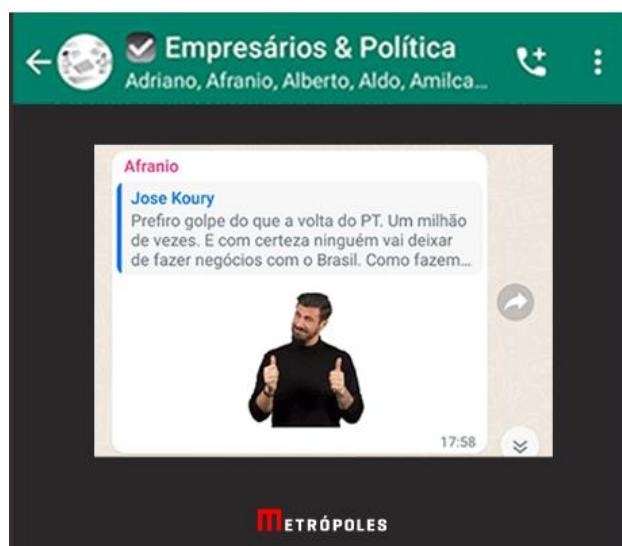 Empresários & Política
Adriano, Afranio, Alberto, Aldo, Amilca...
Afranio
Jose Koury
Prefiro golpe do que a volta do PT. Um milhão
de vezes. E com certeza ninguém vai deixar
de fazer negócios com o Brasil. Como fazem...
17:58
METRÓPOLES